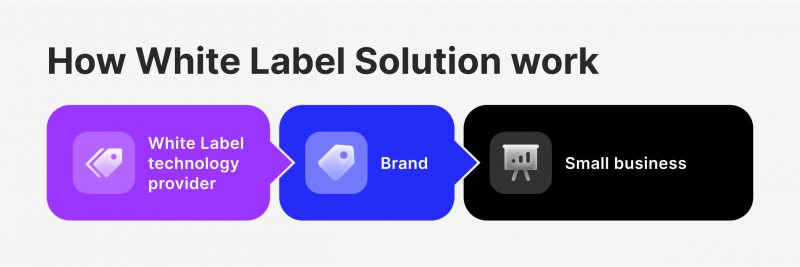 How White Label Solution work
White Label
technology
provider
Brand
Small business